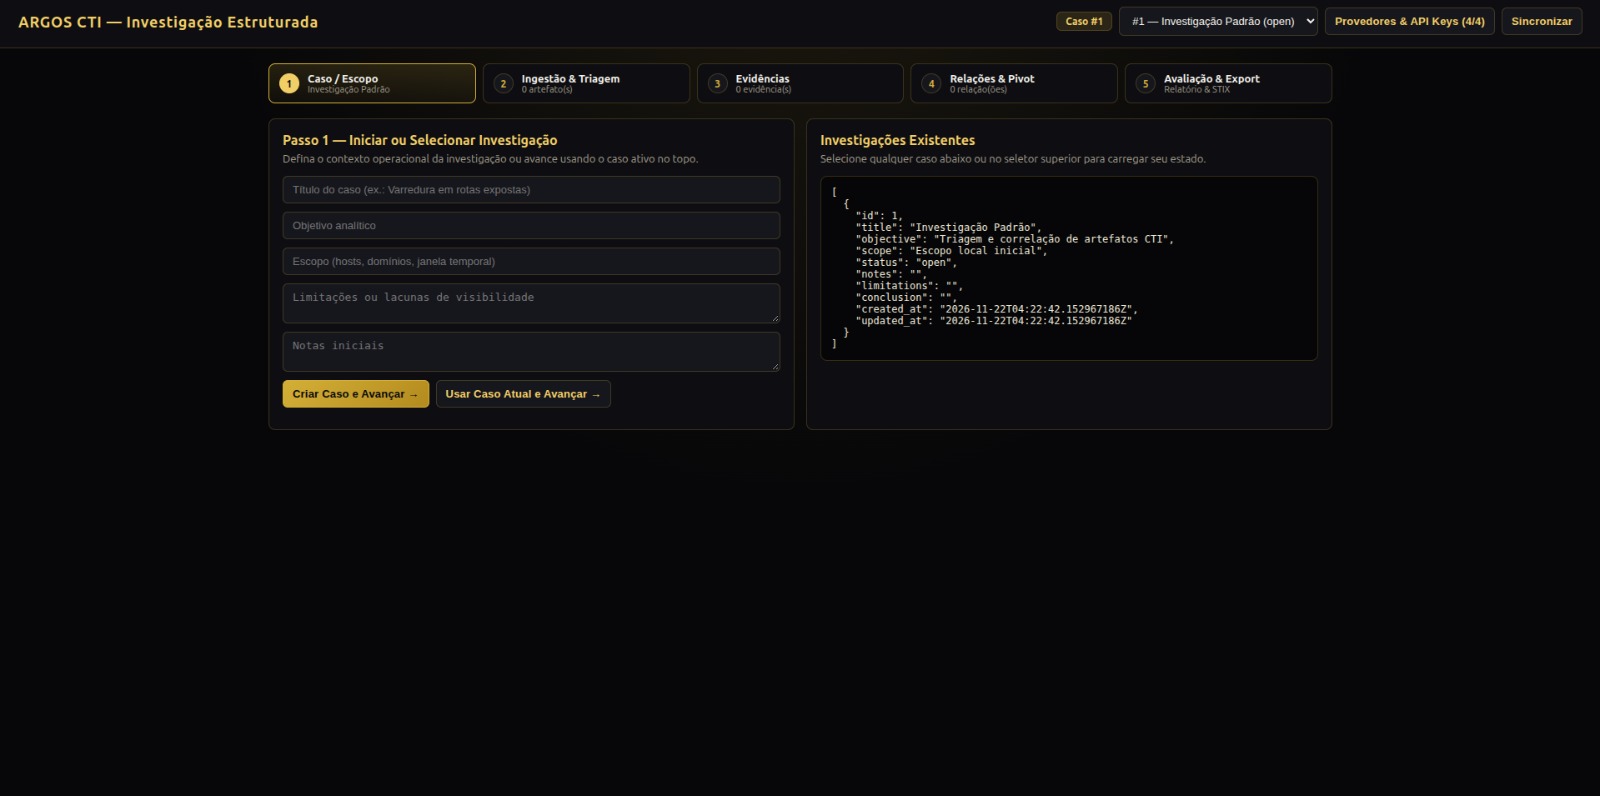 ARGOS CTI — Investigação Estruturada
Caso #1
#1 — Investigação Padrão (open)
Provedores & API Keys (4/4)
Sincronizar
1
Caso / Escopo
Investigação Padrão
2
Ingestão & Triagem
0 artefato(s)
3
Evidências
0 evidência(s)
4
Relações & Pivot
0 relação(ões)
5
Avaliação & Export
Relatório & STIX
Passo 1 — Iniciar ou Selecionar Investigação
Defina o contexto operacional da investigação ou avance usando o caso ativo no topo.
Título do caso (ex.: Varredura em rotas expostas)
Objetivo analítico
Escopo (hosts, domínios, janela temporal)
Limitações ou lacunas de visibilidade
Notas iniciais
Criar Caso e Avançar →
Usar Caso Atual e Avançar →
Investigações Existentes
Selecione qualquer caso abaixo ou no seletor superior para carregar seu estado.
[
  {
    "id": 1,
    "title": "Investigação Padrão",
    "objective": "Triagem e correlação de artefatos CTI",
    "scope": "Escopo local inicial",
    "status": "open",
    "notes": "",
    "limitations": "",
    "conclusion": "",
    "created_at": "2026-11-22T04:22:42.152967186Z",
    "updated_at": "2026-11-22T04:22:42.152967186Z"
  }
]